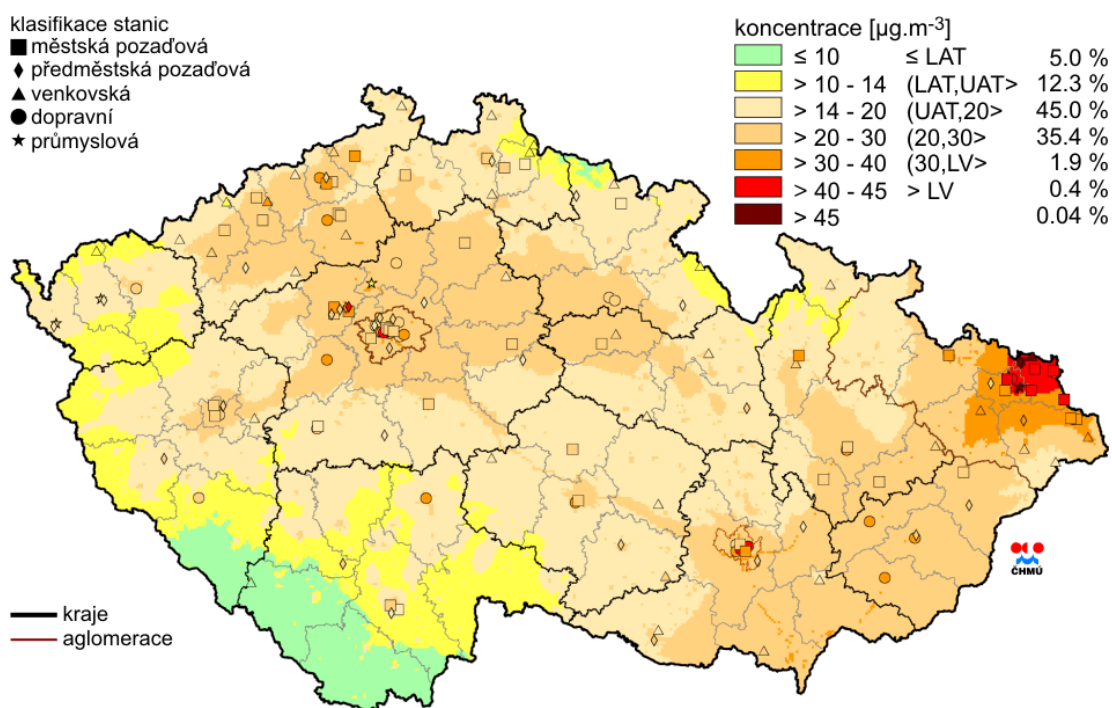 klasifikace stanic
městská pozaďová
předměstská pozaďová
venkovská
dopravní
průmyslová
koncentrace [µg.m⁻³]
≤ 10 ≤ LAT 5.0 %
> 10 - 14 (LAT,UAT> 12.3 %
> 14 - 20 (UAT,20> 45.0 %
> 20 - 30 (20,30> 35.4 %
> 30 - 40 (30,LV> 1.9 %
> 40 - 45 > LV 0.4 %
> 45 0.04 %
ČHMÚ
kraje
aglomerace